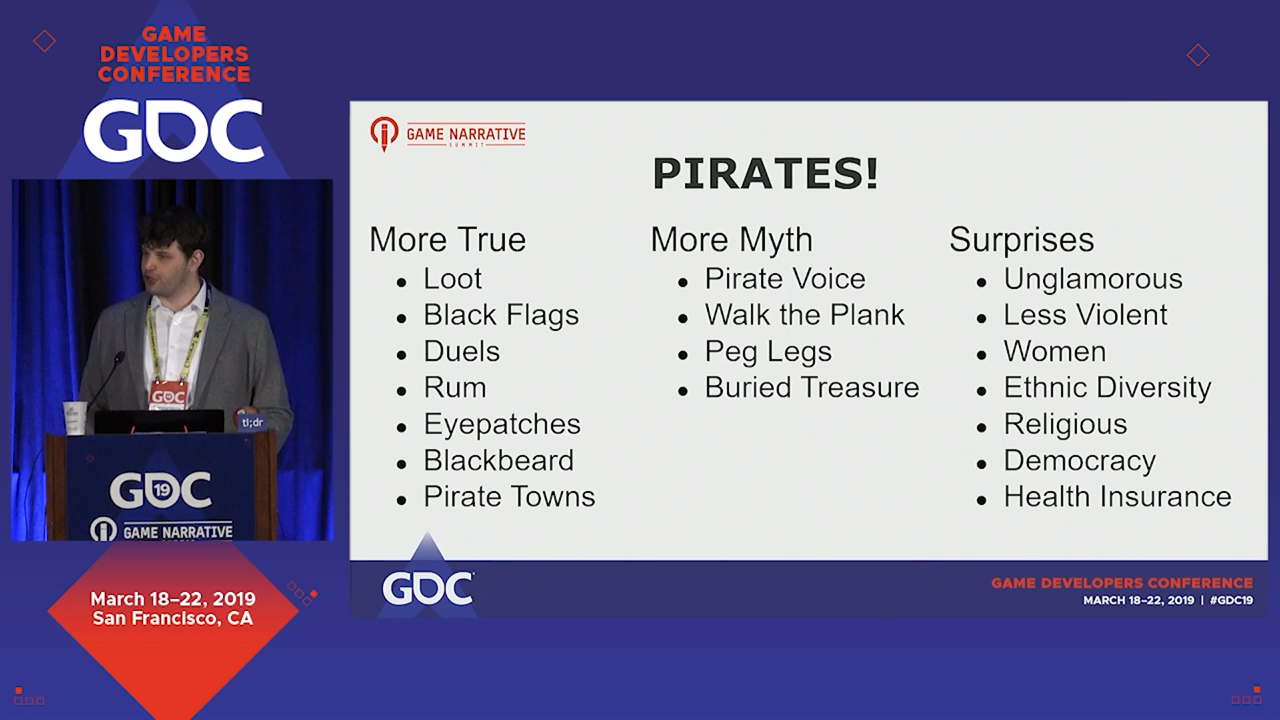 GAME
DEVELOPERS
CONFERENCE
GDC
GDC
tl;dr
GDC
19
GAME NARRATIVE
March 18–22, 2019
San Francisco, CA
GAME NARRATIVE
SUMMIT
PIRATES!
More True
• Loot
• Black Flags
• Duels
• Rum
• Eyepatches
• Blackbeard
• Pirate Towns
More Myth
• Pirate Voice
• Walk the Plank
• Peg Legs
• Buried Treasure
Surprises
• Unglamorous
• Less Violent
• Women
• Ethnic Diversity
• Religious
• Democracy
• Health Insurance
GDC
GAME DEVELOPERS CONFERENCE
MARCH 18–22, 2019 | #GDC19